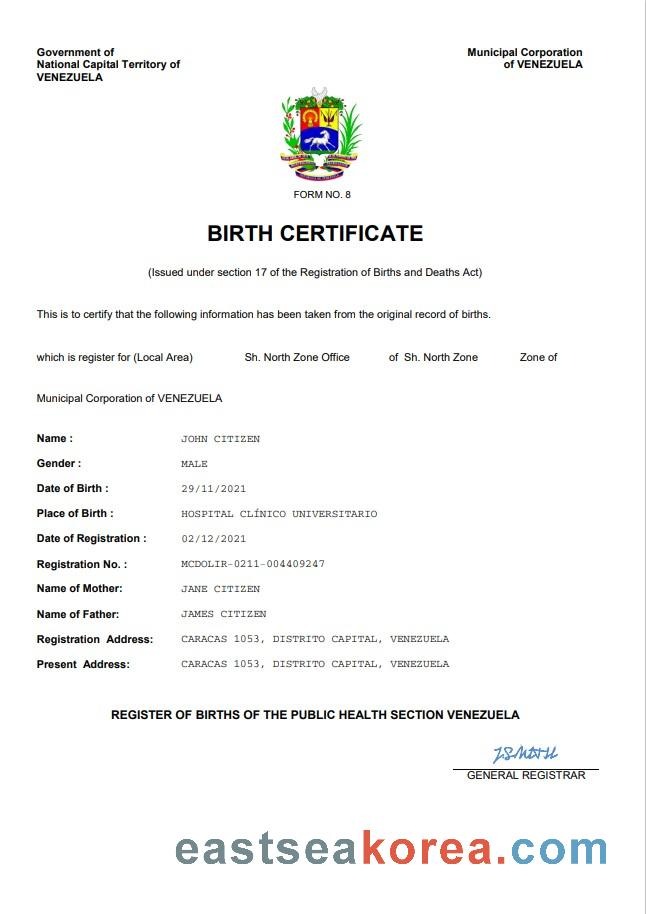 Government of
National Capital Territory of
VENEZUELA
Municipal Corporation
of VENEZUELA
FORM NO. 8
BIRTH CERTIFICATE
(Issued under section 17 of the Registration of Births and Deaths Act)
This is to certify that the following information has been taken from the original record of births.
which is register for (Local Area) Sh. North Zone Office of Sh. North Zone Zone of
Municipal Corporation of VENEZUELA
Name : JOHN CITIZEN
Gender : MALE
Date of Birth : 29/11/2021
Place of Birth : HOSPITAL CLÍNICO UNIVERSITARIO
Date of Registration : 02/12/2021
Registration No. : MCDOLIR-0211-004409247
Name of Mother: JANE CITIZEN
Name of Father: JAMES CITIZEN
Registration Address: CARACAS 1053, DISTRITO CAPITAL, VENEZUELA
Present Address: CARACAS 1053, DISTRITO CAPITAL, VENEZUELA
REGISTER OF BIRTHS OF THE PUBLIC HEALTH SECTION VENEZUELA
GENERAL REGISTRAR
eastseakorea.com